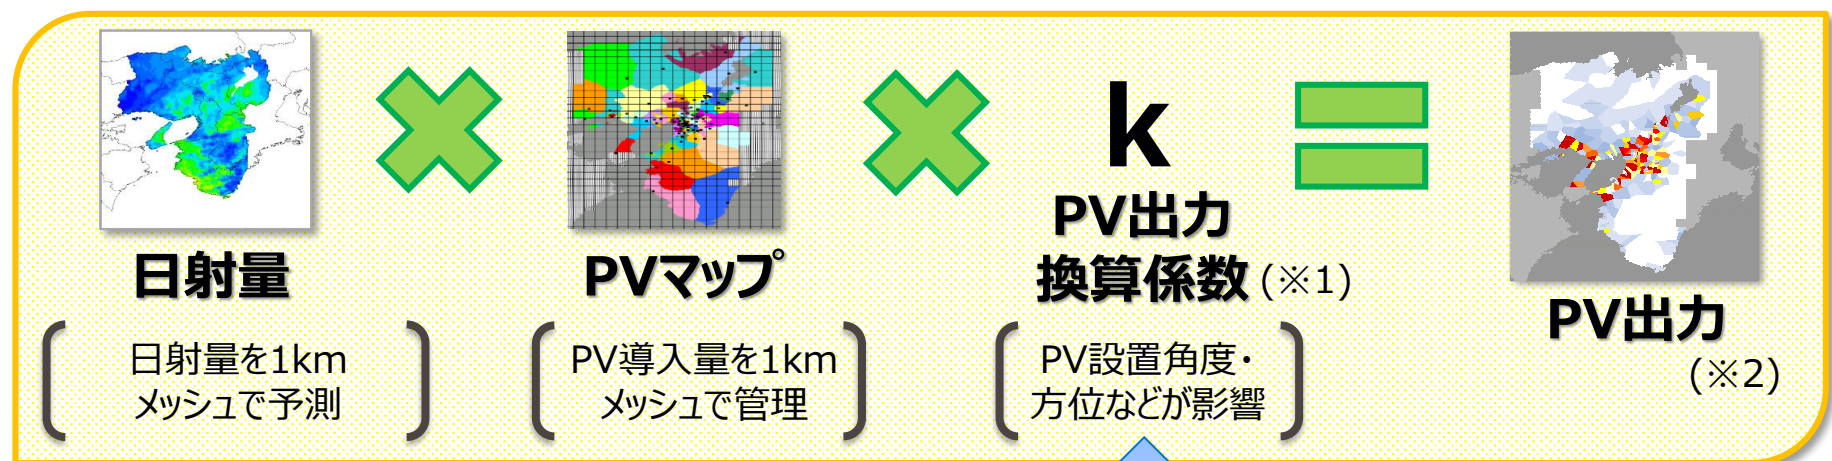 日射量
日射量を1km
メッシュで予測
PVマップ
PV導入量を1km
メッシュで管理
k
PV出力
換算係数(※1)
PV設置角度・
方位などが影響
PV出力
(※2)